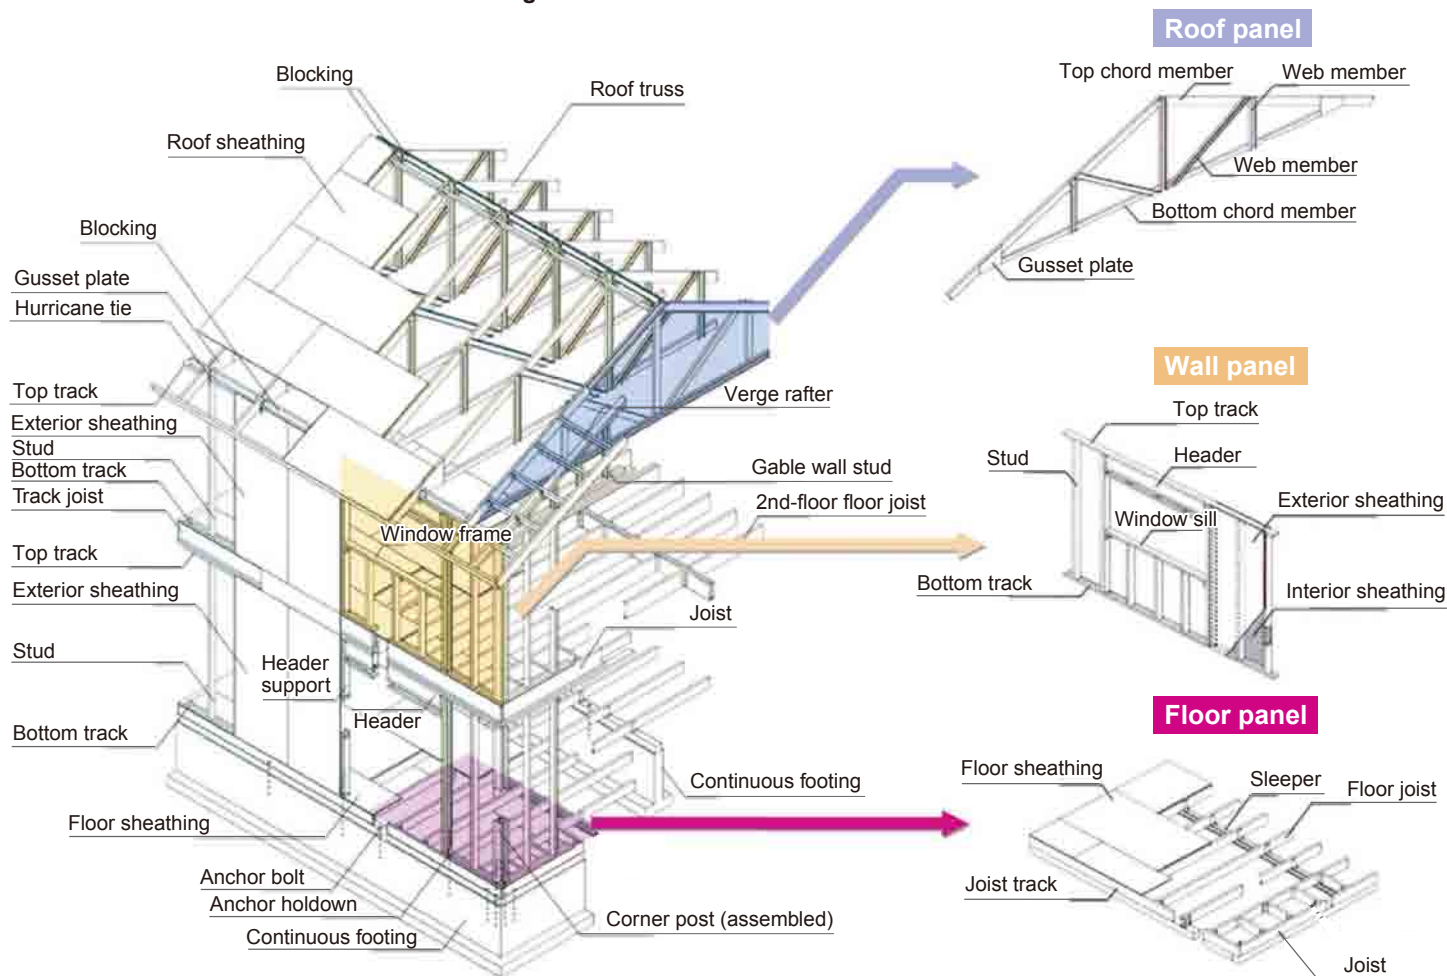 Blocking
Roof truss
Roof sheathing
Blocking
Gusset plate
Hurricane tie
Top track
Exterior sheathing
Stud
Bottom track
Track joist
Top track
Exterior sheathing
Stud
Bottom track
Floor sheathing
Anchor bolt
Anchor holdown
Continuous footing
Header
support
Header
Window frame
Verge rafter
Gable wall stud
2nd-floor floor joist
Joist
Continuous footing
Corner post (assembled)
Roof panel
Top chord member
Web member
Web member
Bottom chord member
Gusset plate
Wall panel
Top track
Stud
Header
Exterior sheathing
Window sill
Bottom track
Interior sheathing
Floor panel
Floor sheathing
Sleeper
Floor joist
Joist track
Joist